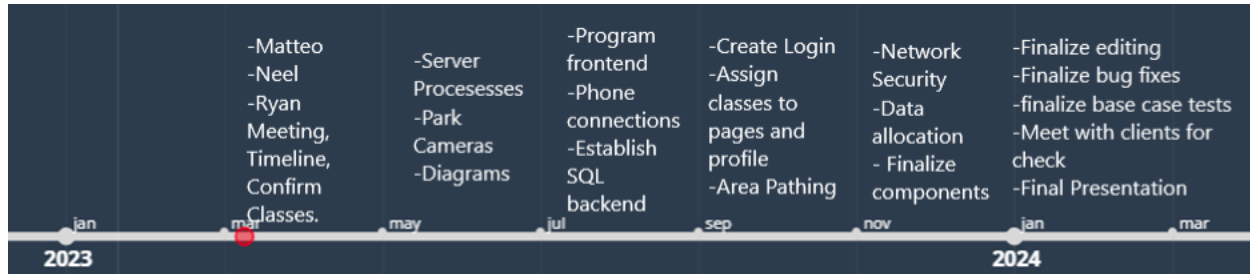 -Matteo
-Neel
-Ryan
Meeting,
Timeline,
Confirm
Classes.
-Server
Procesesses
-Park
Cameras
-Diagrams
-Program
frontend
-Phone
connections
-Establish
SQL
backend
-Create Login
-Assign
classes to
pages and
profile
-Area Pathing
-Network
Security
-Data
allocation
- Finalize
components
-Finalize editing
-Finalize bug fixes
-finalize base case tests
-Meet with clients for
check
-Final Presentation
jan
mar
may
jul
sep
nov
jan
mar
2023
2024